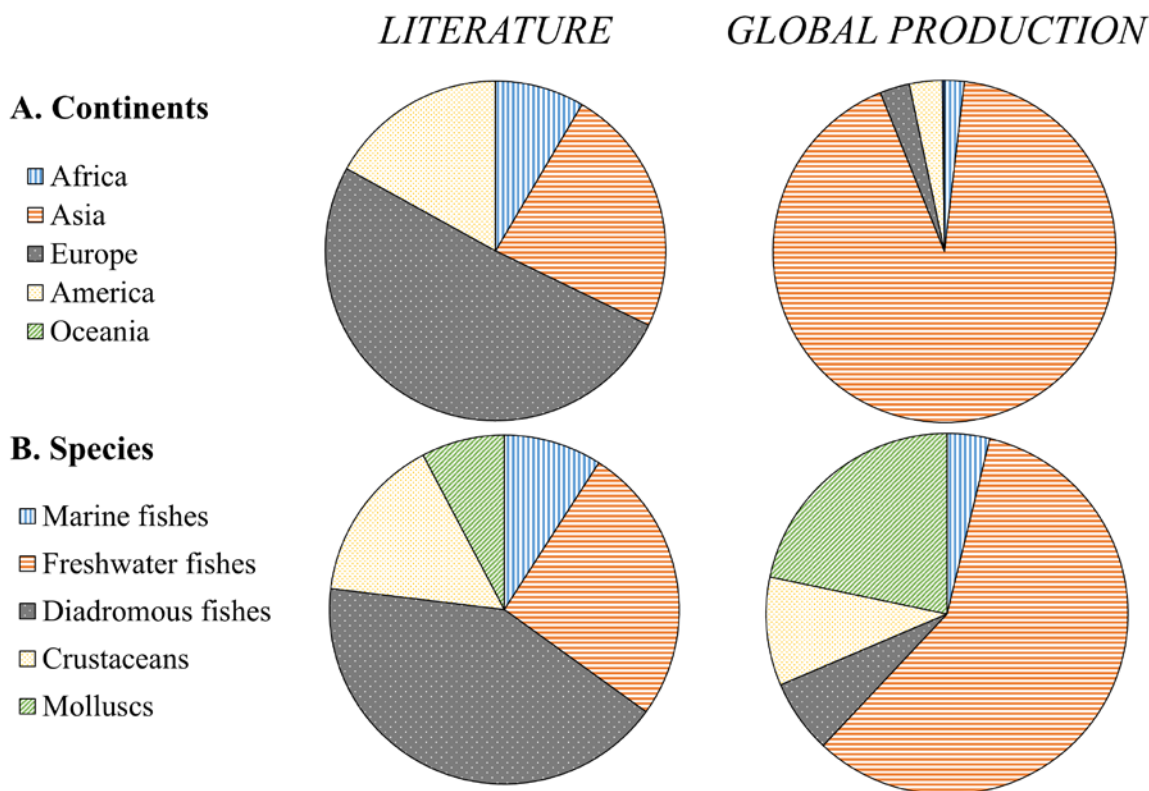 LITERATURE
GLOBAL PRODUCTION
A. Continents
Africa
Asia
Europe
America
Oceania
B. Species
Marine fishes
Freshwater fishes
Diadromous fishes
Crustaceans
Molluscs